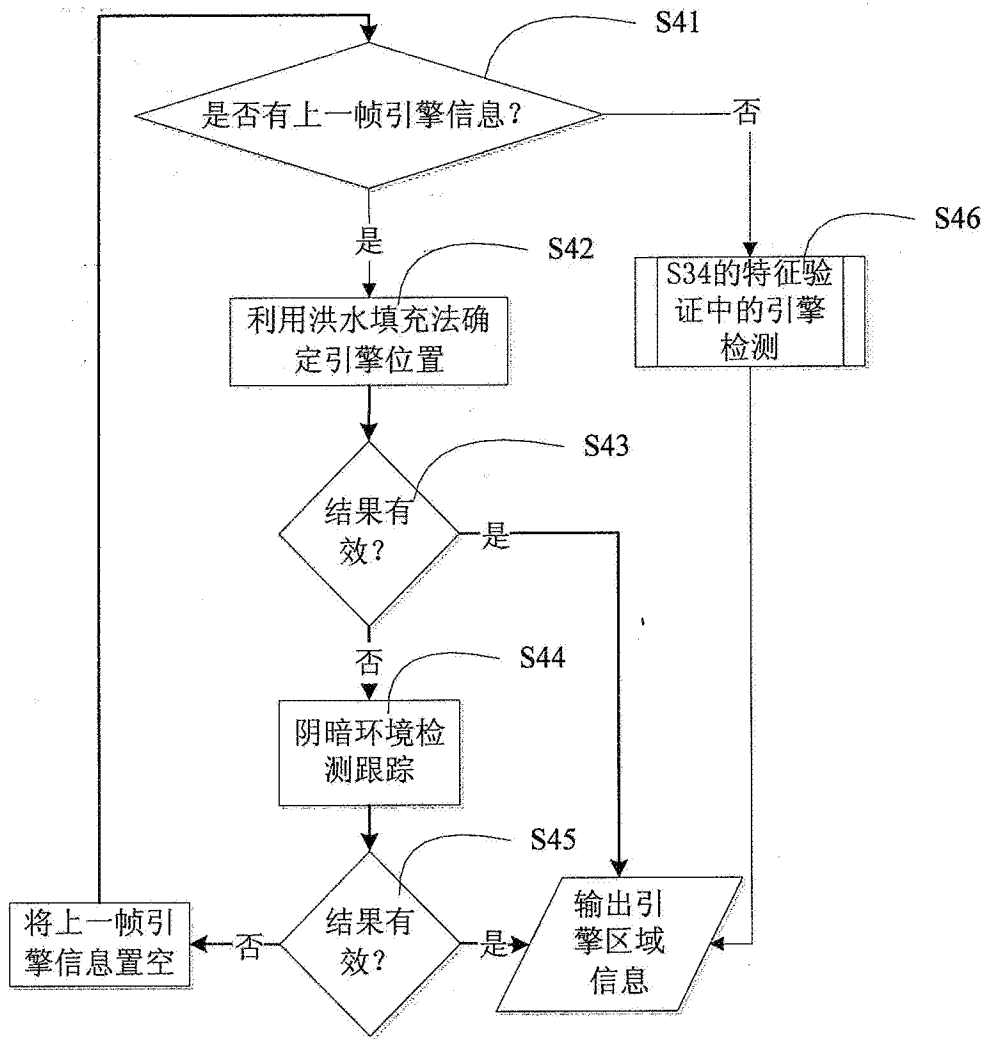 S41
是否有上一帧引擎信息?
否
是
S42
S46
利用洪水填充法确
定引擎位置
S34的特征验
证中的引擎
检测
S43
结果有
效?
是
否
S44
阴暗环境检
测跟踪
S45
结果有
效?
否
是
将上一帧引
擎信息置空
输出引
擎区域
信息